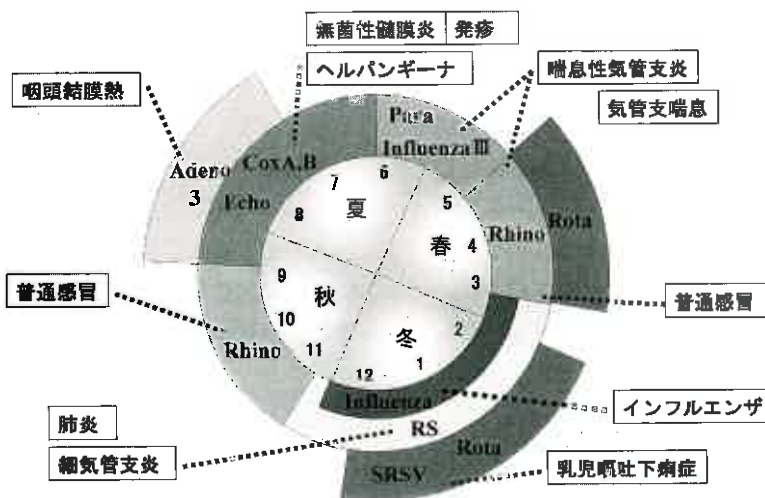 無菌性髄膜炎 発疹
ヘルパンギーナ
喘息性気管支炎
気管支喘息
咽頭結膜熱
Para
Influenza III
Adeno
3
CoxA,B
Echo
6
7
8
夏
5
4
3
春
Rhino
Rota
9
10
11
秋
2
1
12
冬
普通感冒
普通感冒
Rhino
Influenza
インフルエンザ
RS
肺炎
細気管支炎
Rota
SRSV
乳児嘔吐下痢症